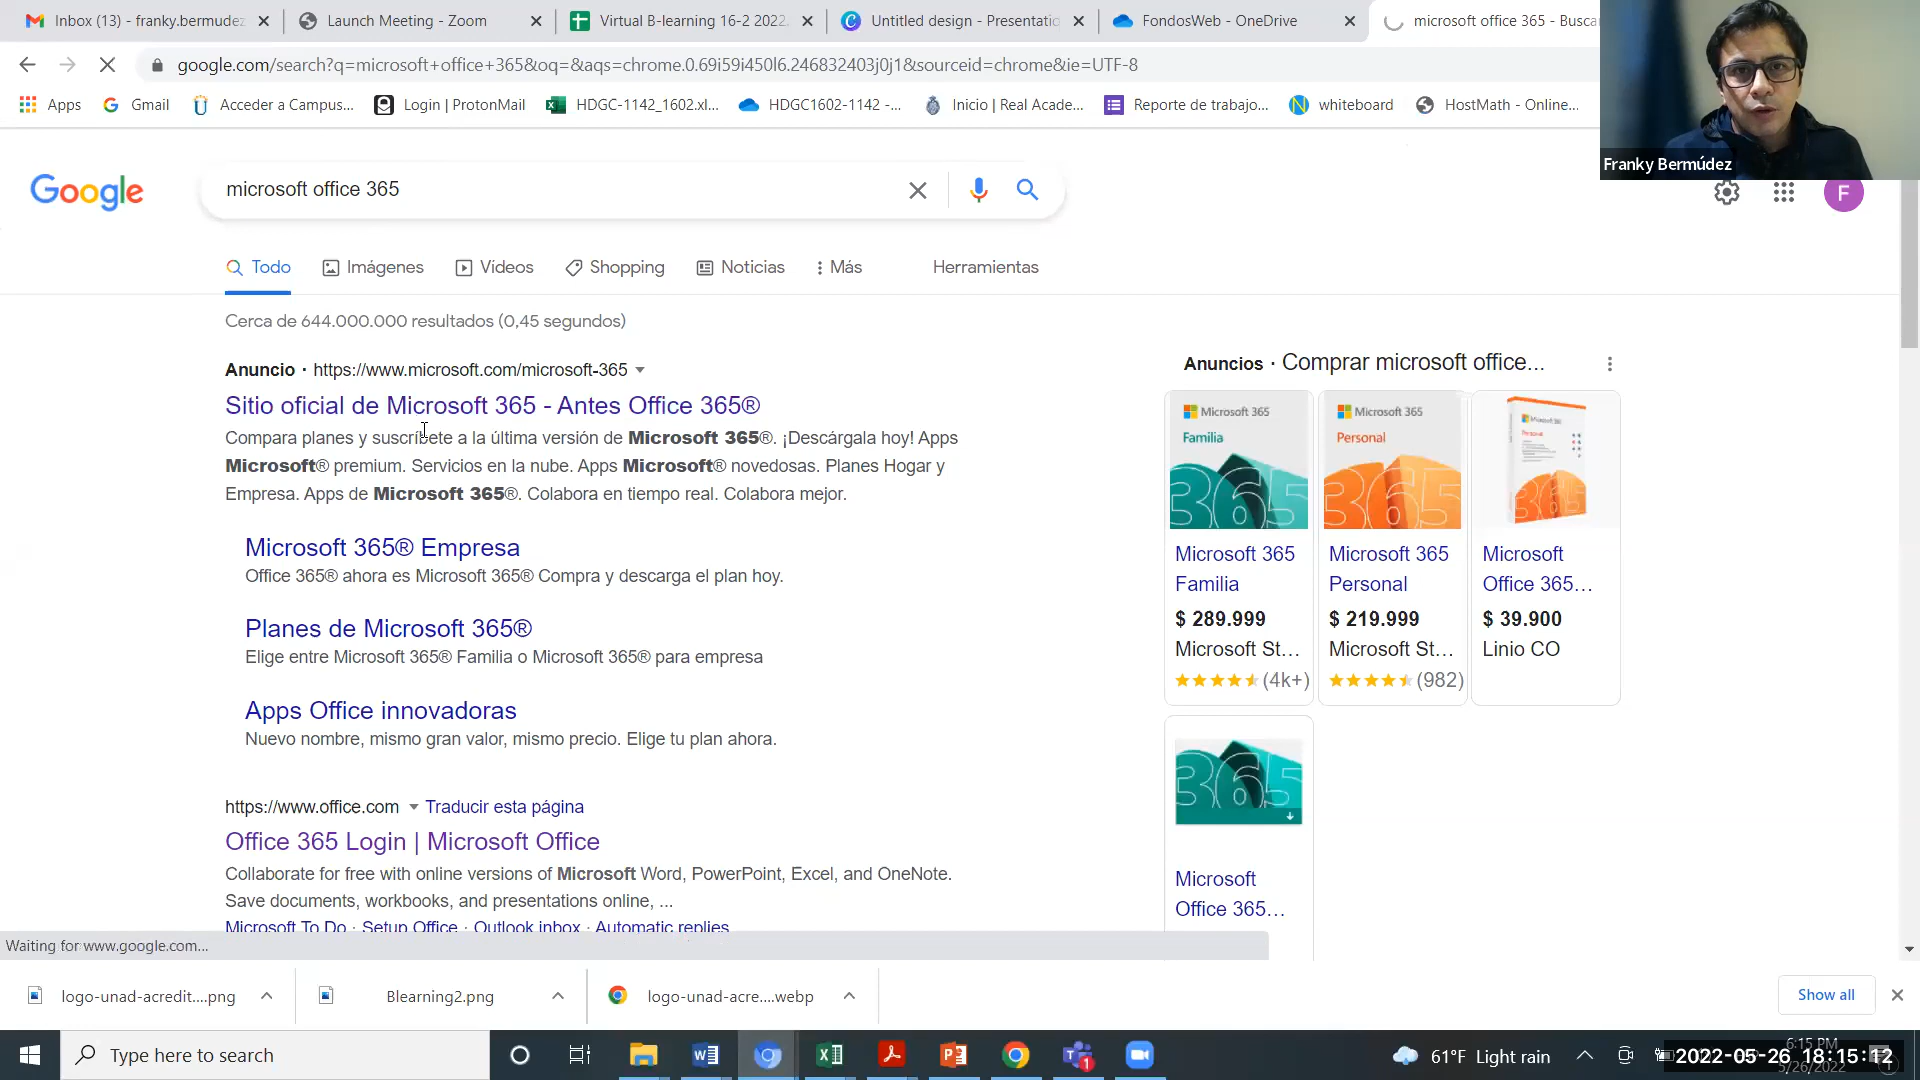 Inbox (13) - franky.bermudez
Launch Meeting - Zoom
Virtual B-learning 16-2 2022.
Untitled design - Presentatio
FondosWeb - OneDrive
microsoft office 365 - Busca
google.com/search?q=microsoft+office+365&oq=&aqs=chrome.0.69i59i450l6.246832403j0j1&sourceid=chrome&ie=UTF-8
Apps
Gmail
Acceder a Campus...
Login | ProtonMail
HDGC-1142_1602.xl...
HDGC1602-1142 -...
Inicio | Real Acade...
Reporte de trabajo...
whiteboard
HostMath - Online...
Franky Bermúdez
Google
microsoft office 365
F
Todo
Imágenes
Videos
Shopping
Noticias
Más
Herramientas
Cerca de 644.000.000 resultados (0,45 segundos)
Anuncio · https://www.microsoft.com/microsoft-365
Sitio oficial de Microsoft 365 - Antes Office 365®
Compara planes y suscríbete a la última versión de Microsoft 365®. ¡Descárgala hoy! Apps
Microsoft® premium. Servicios en la nube. Apps Microsoft® novedosas. Planes Hogar y
Empresa. Apps de Microsoft 365®. Colabora en tiempo real. Colabora mejor.
Microsoft 365® Empresa
Office 365® ahora es Microsoft 365® Compra y descarga el plan hoy.
Planes de Microsoft 365®
Elige entre Microsoft 365® Familia o Microsoft 365® para empresa
Apps Office innovadoras
Nuevo nombre, mismo gran valor, mismo precio. Elige tu plan ahora.
https://www.office.com
Traducir esta página
Office 365 Login | Microsoft Office
Collaborate for free with online versions of Microsoft Word, PowerPoint, Excel, and OneNote.
Save documents, workbooks, and presentations online, ...
Microsoft To Do · Setup Office · Outlook inbox · Automatic replies
Anuncios · Comprar microsoft office...
Microsoft 365
Familia
365
Microsoft 365
Familia
$ 289.999
Microsoft St...
(4k+)
Microsoft 365
Personal
365
Microsoft 365
Personal
$ 219.999
Microsoft St...
(982)
365
Microsoft
Office 365...
$ 39.900
Linio CO
365
Microsoft
Office 365...
Waiting for www.google.com...
logo-unad-acredit....png
Blearning2.png
logo-unad-acre....webp
Show all
Type here to search
1
61°F Light rain
6:15 PM
5/26/2022
2022-05-26 18:15:12